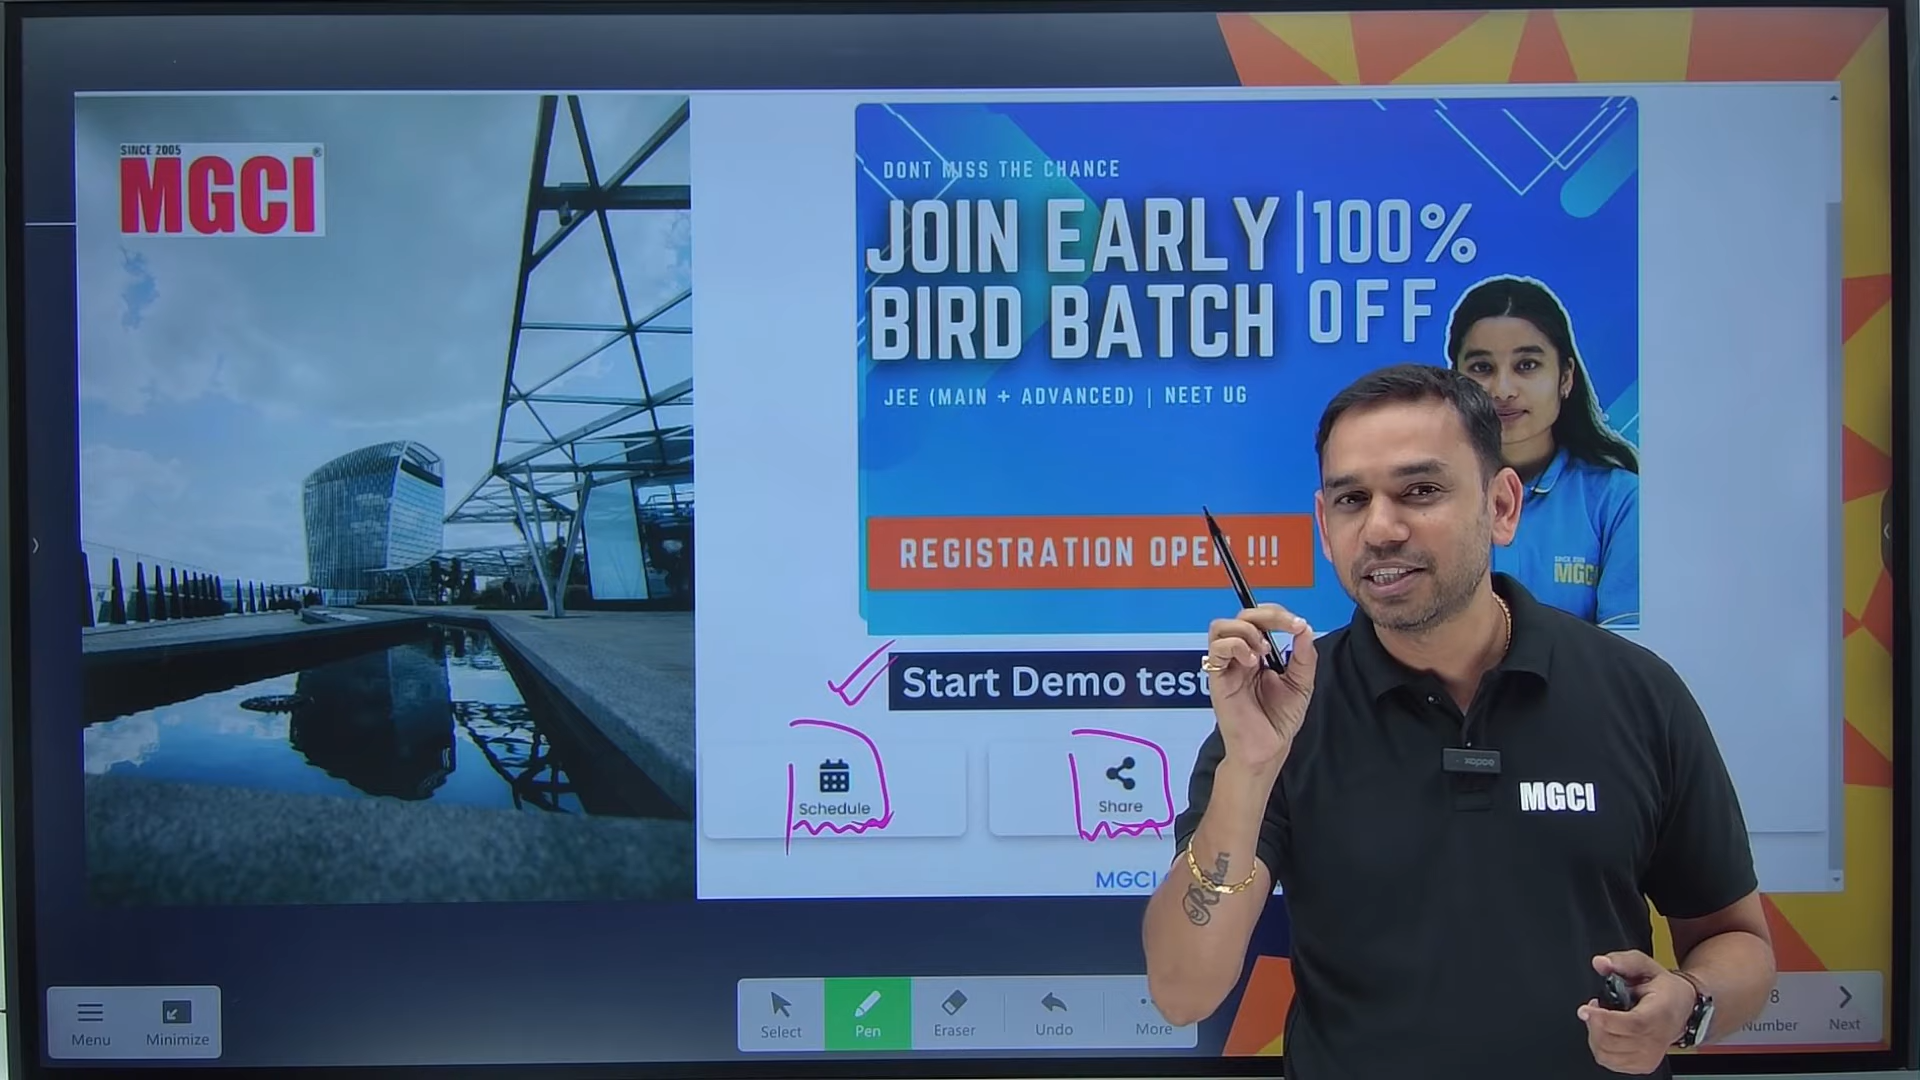 SINCE 2005
MGCI
DONT MISS THE CHANCE
JOIN EARLY
BIRD BATCH
100%
OFF
JEE (MAIN + ADVANCED) | NEET UG
REGISTRATION OPEN !!!
Start Demo test
Schedule
Share
MGCI
MGCI
Menu
Minimize
Select
Pen
Eraser
Undo
More
8
Number
Next